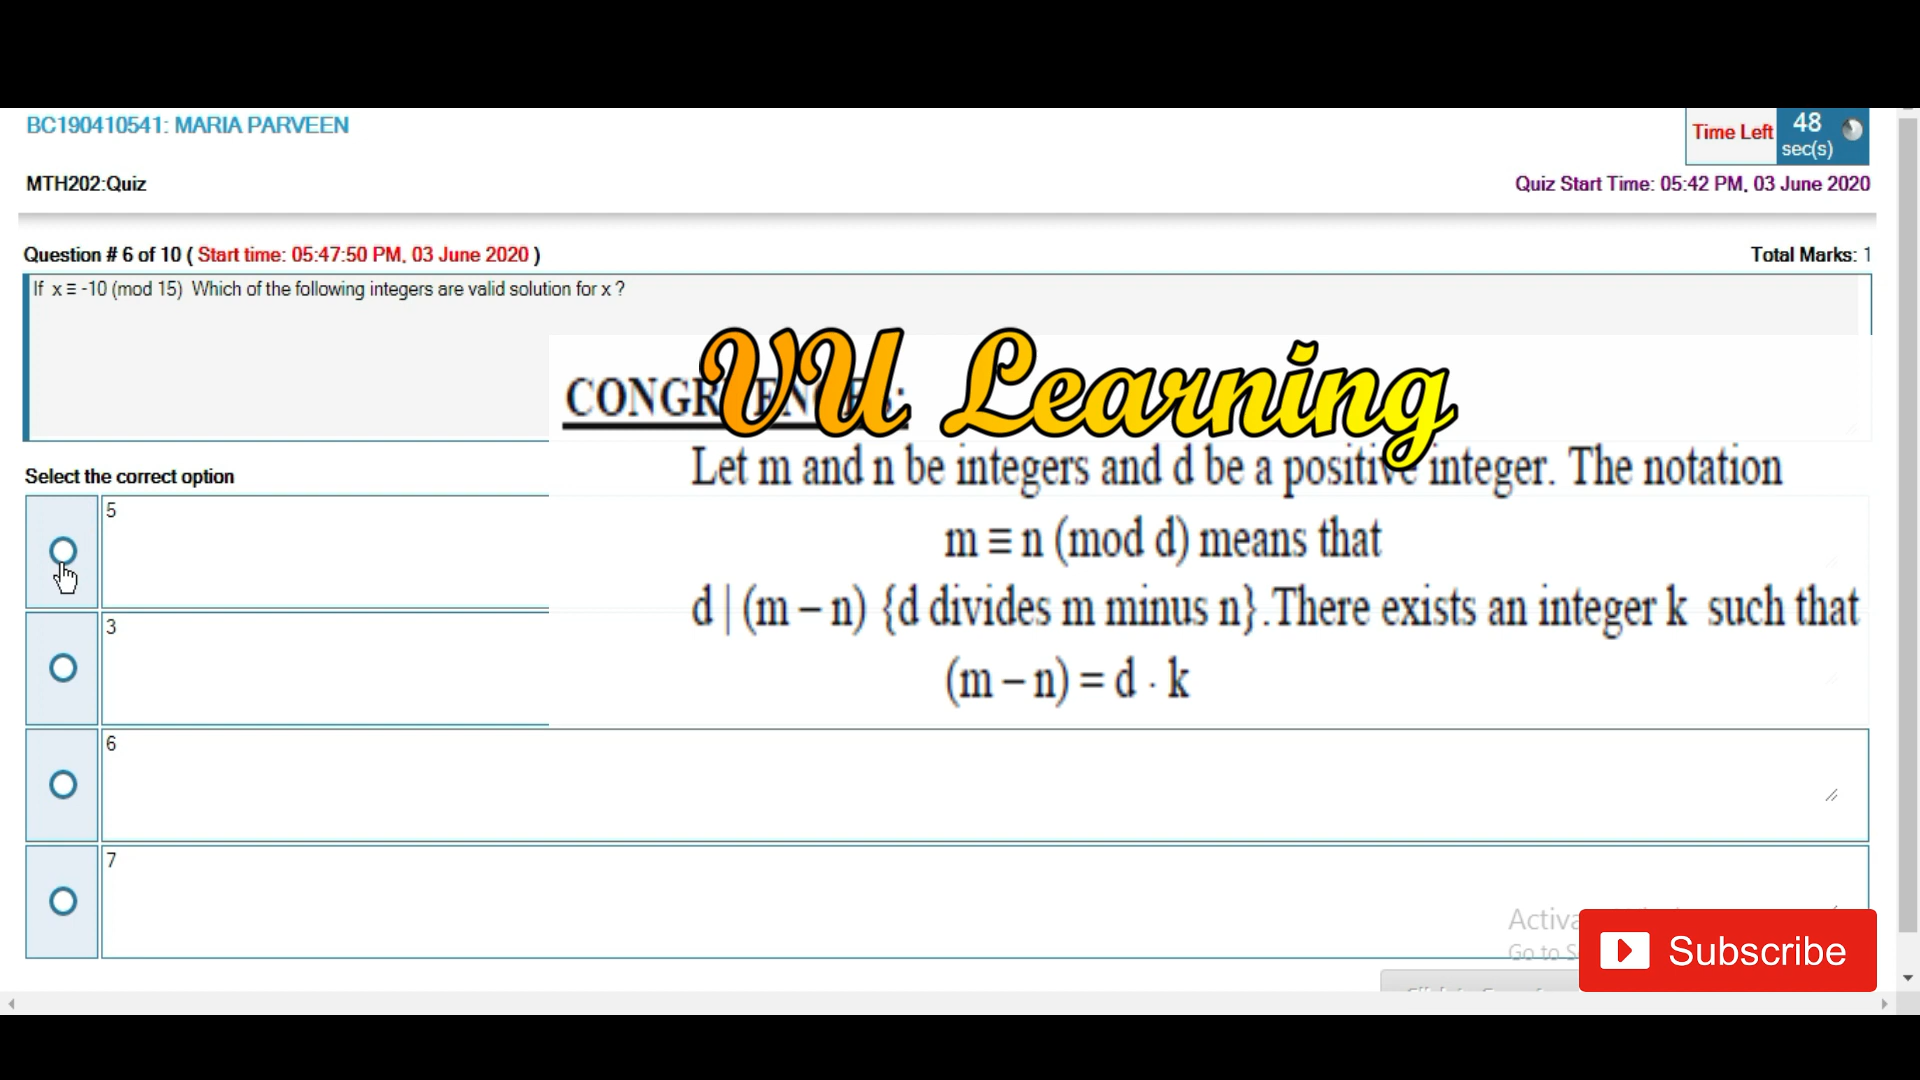 BC190410541: MARIA PARVEEN
Time Left 48 sec(s)
MTH202:Quiz
Quiz Start Time: 05:42 PM, 03 June 2020
Question # 6 of 10 ( Start time: 05:47:50 PM, 03 June 2020 )
Total Marks: 1
If x ≡ -10 (mod 15) Which of the following integers are valid solution for x ?
VU Learning
Let m and n be integers and d be a positive integer. The notation
m ≡ n (mod d) means that
d | (m – n) {d divides m minus n}.There exists an integer k such that
(m – n) = d · k
Select the correct option
5
3
6
7
Go to
Subscribe